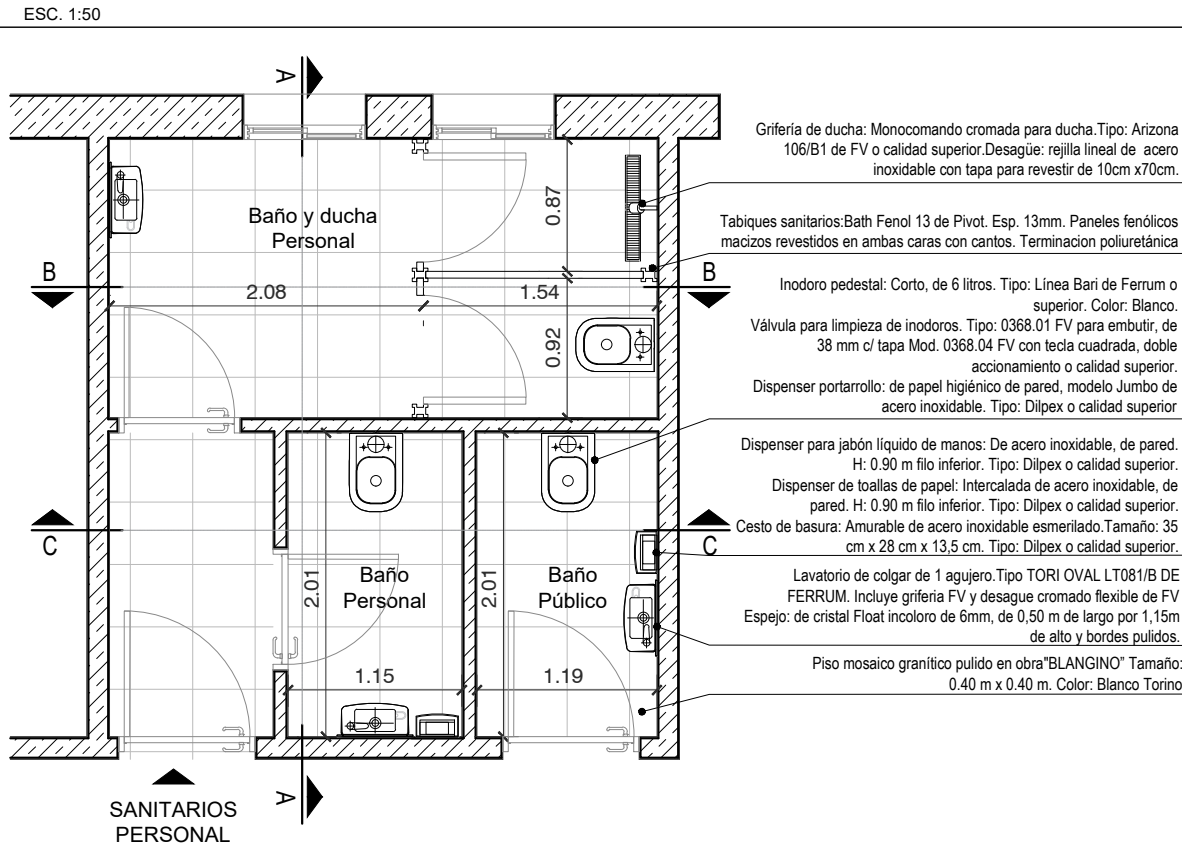 ESC. 1:50
A
Grifería de ducha: Monocomando cromada para ducha.Tipo: Arizona
106/B1 de FV o calidad superior.Desagüe: rejilla lineal de acero
inoxidable con tapa para revestir de 10cm x70cm.
Baño y ducha
Personal
0.87
Tabiques sanitarios:Bath Fenol 13 de Pivot. Esp. 13mm. Paneles fenólicos
macizos revestidos en ambas caras con cantos. Terminacion poliuretánica
B
B
2.08
1.54
0.92
Inodoro pedestal: Corto, de 6 litros. Tipo: Línea Bari de Ferrum o
superior. Color: Blanco.
Válvula para limpieza de inodoros. Tipo: 0368.01 FV para embutir, de
38 mm c/ tapa Mod. 0368.04 FV con tecla cuadrada, doble
accionamiento o calidad superior.
Dispenser portarrollo: de papel higiénico de pared, modelo Jumbo de
acero inoxidable. Tipo: Dilpex o calidad superior
Dispenser para jabón líquido de manos: De acero inoxidable, de pared.
H: 0.90 m filo inferior. Tipo: Dilpex o calidad superior.
Dispenser de toallas de papel: Intercalada de acero inoxidable, de
pared. H: 0.90 m filo inferior. Tipo: Dilpex o calidad superior.
Cesto de basura: Amurable de acero inoxidable esmerilado.Tamaño: 35
cm x 28 cm x 13,5 cm. Tipo: Dilpex o calidad superior.
C
C
2.01
Baño
Personal
2.01
Baño
Público
Lavatorio de colgar de 1 agujero.Tipo TORI OVAL LT081/B DE
FERRUM. Incluye griferia FV y desague cromado flexible de FV
Espejo: de cristal Float incoloro de 6mm, de 0,50 m de largo por 1,15m
de alto y bordes pulidos.
1.15
1.19
Piso mosaico granítico pulido en obra"BLANGINO” Tamaño:
0.40 m x 0.40 m. Color: Blanco Torino
A
SANITARIOS
PERSONAL